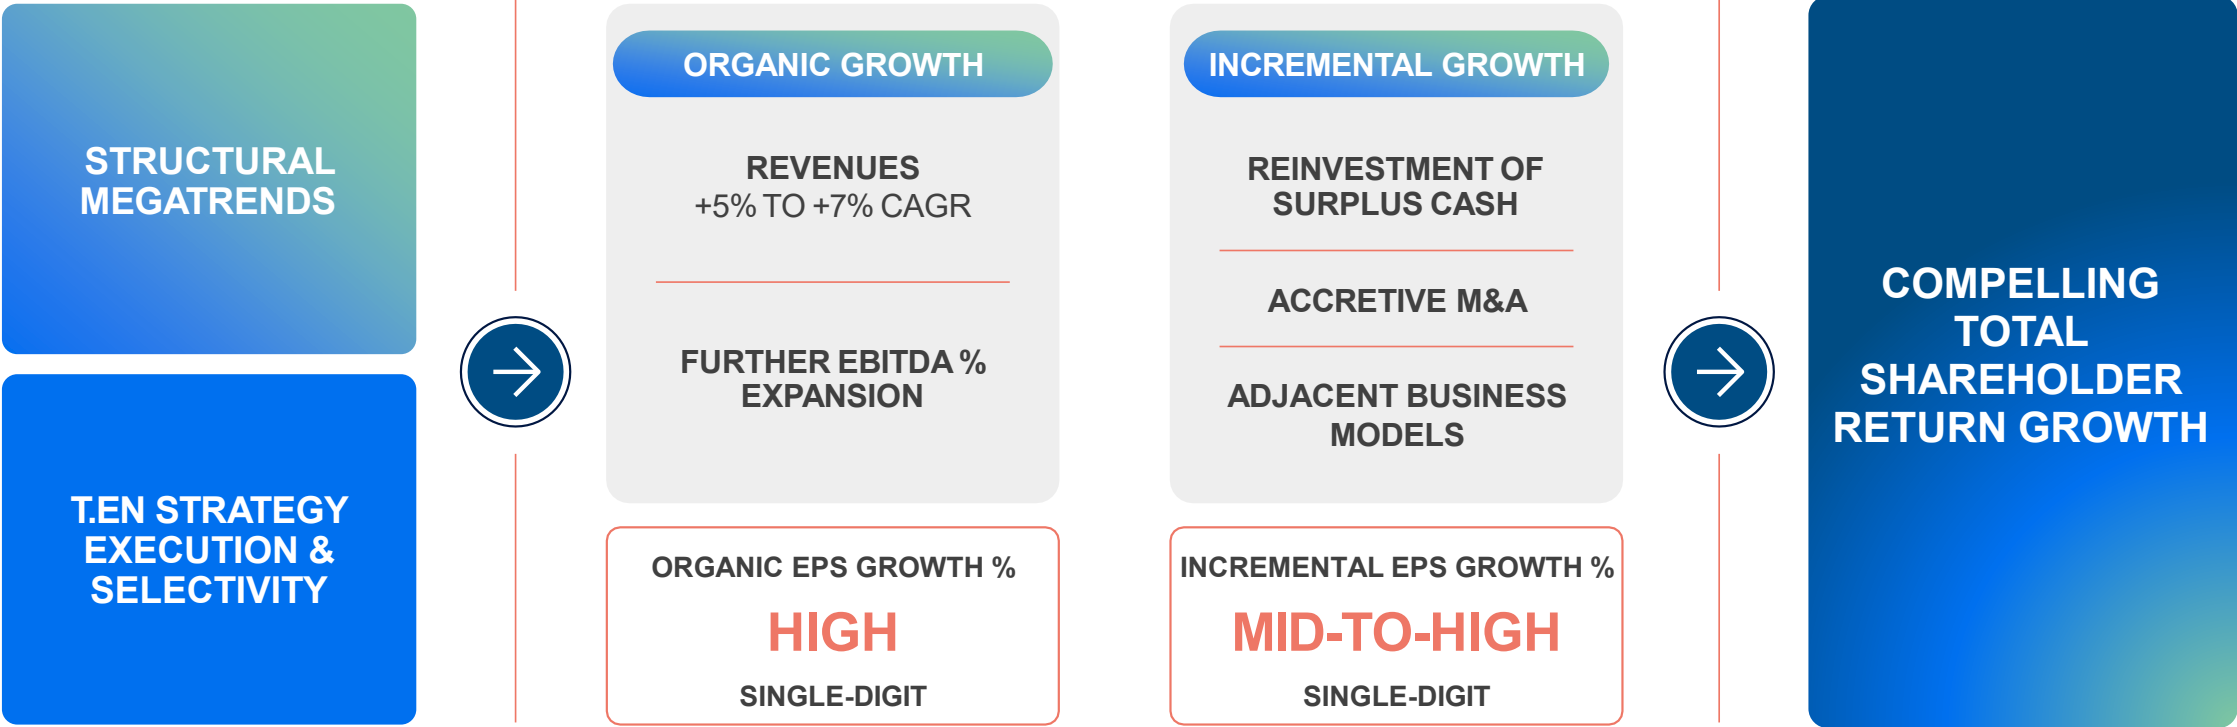 STRUCTURAL
MEGATRENDS
T.EN STRATEGY
EXECUTION &
SELECTIVITY
ORGANIC GROWTH
REVENUES
+5% TO +7% CAGR
FURTHER EBITDA %
EXPANSION
ORGANIC EPS GROWTH %
HIGH
SINGLE-DIGIT
INCREMENTAL GROWTH
REINVESTMENT OF
SURPLUS CASH
ACCRETIVE M&A
ADJACENT BUSINESS
MODELS
INCREMENTAL EPS GROWTH %
MID-TO-HIGH
SINGLE-DIGIT
COMPELLING
TOTAL
SHAREHOLDER
RETURN GROWTH